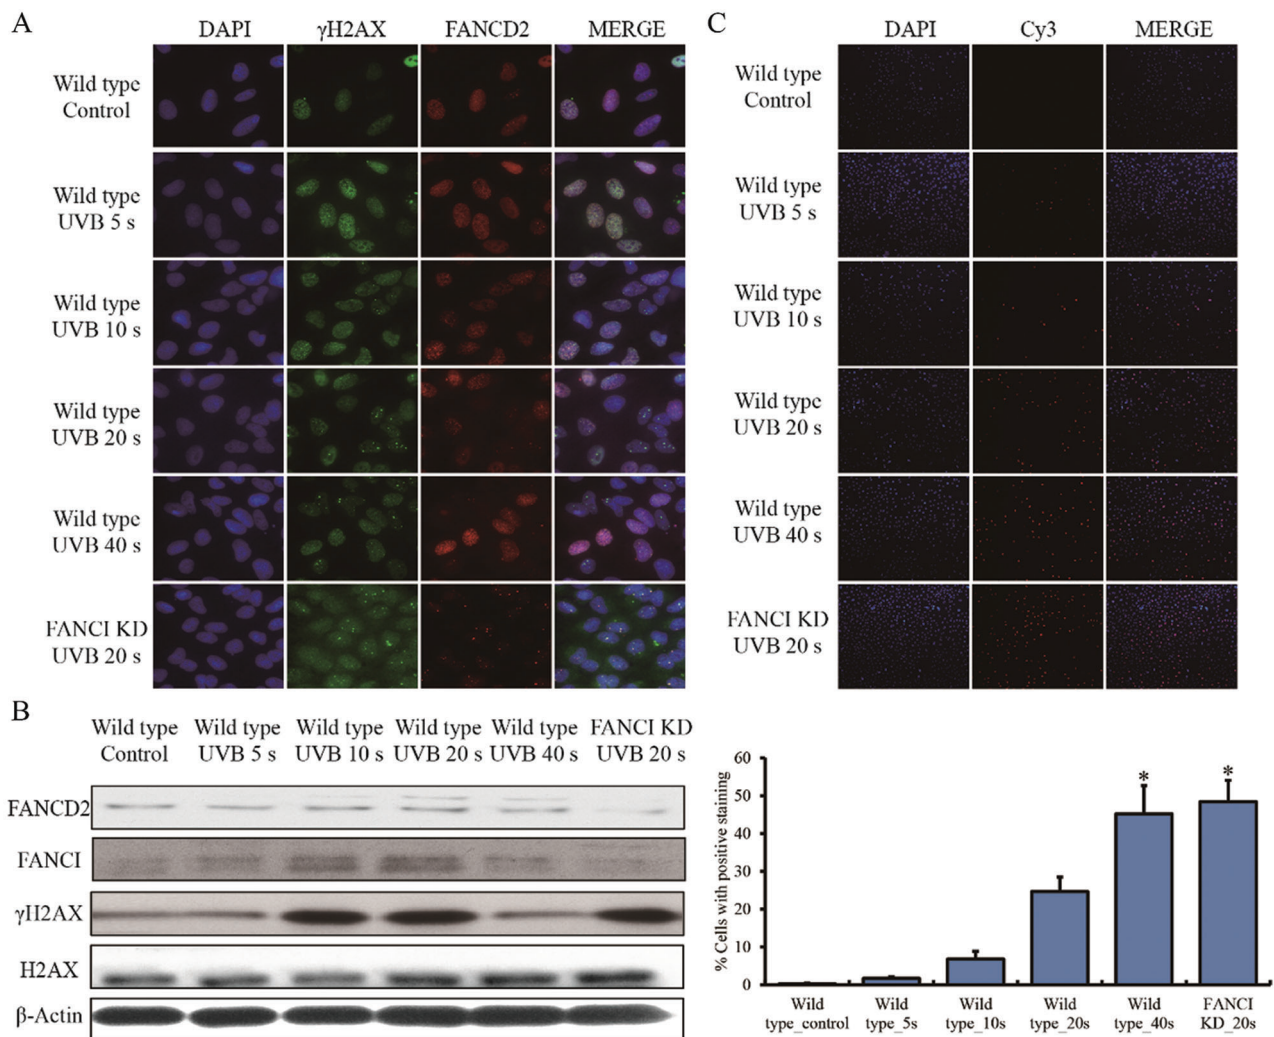 A
DAPI γH2AX FANCD2 MERGE
Wild type
Control
Wild type
UVB 5 s
Wild type
UVB 10 s
Wild type
UVB 20 s
Wild type
UVB 40 s
FANCI KD
UVB 20 s
C
DAPI Cy3 MERGE
Wild type
Control
Wild type
UVB 5 s
Wild type
UVB 10 s
Wild type
UVB 20 s
Wild type
UVB 40 s
FANCI KD
UVB 20 s
B
Wild type Wild type Wild type Wild type Wild type FANCI KD
Control UVB 5 s UVB 10 s UVB 20 s UVB 40 s UVB 20 s
FANCD2
FANCI
γH2AX
H2AX
β-Actin
% Cells with positive staining
60
50
40
30
20
10
0
* *
Wild Wild Wild Wild Wild FANCI
type_control type_5s type_10s type_20s type_40s KD_20s